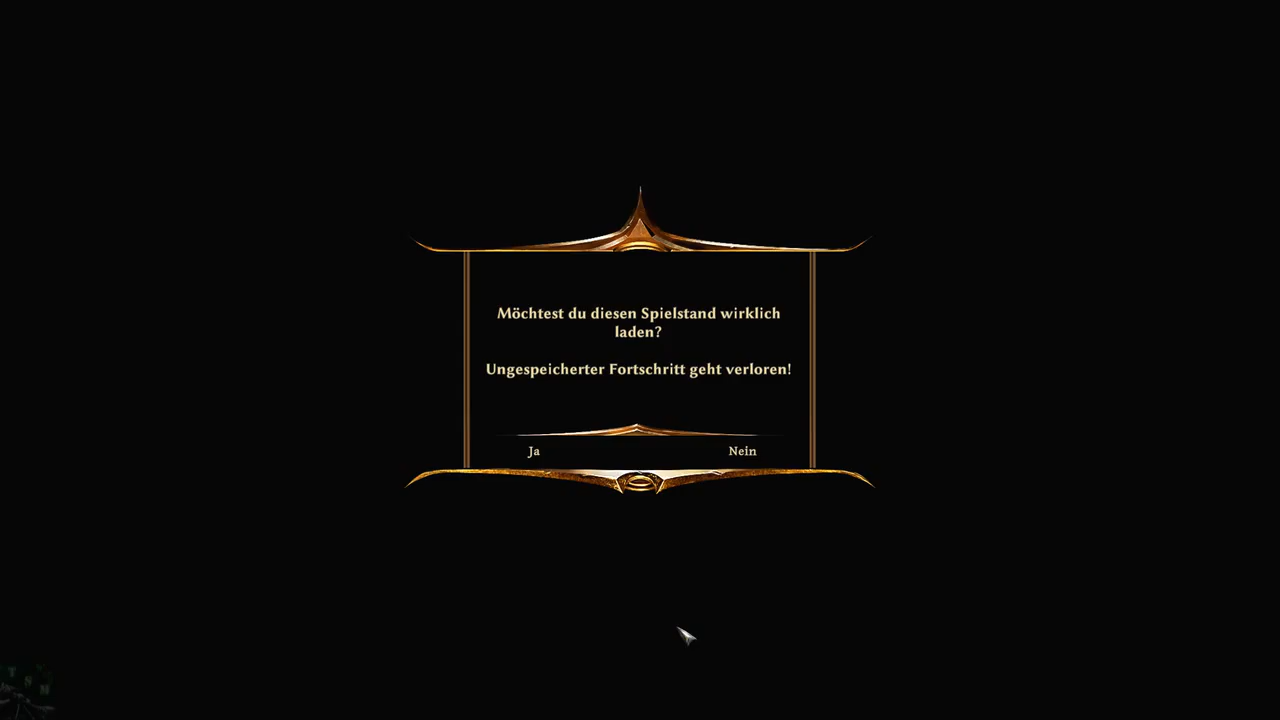 Möchtest du diesen Spielstand wirklich
laden?
Ungespeicherter Fortschritt geht verloren!
Ja
Nein